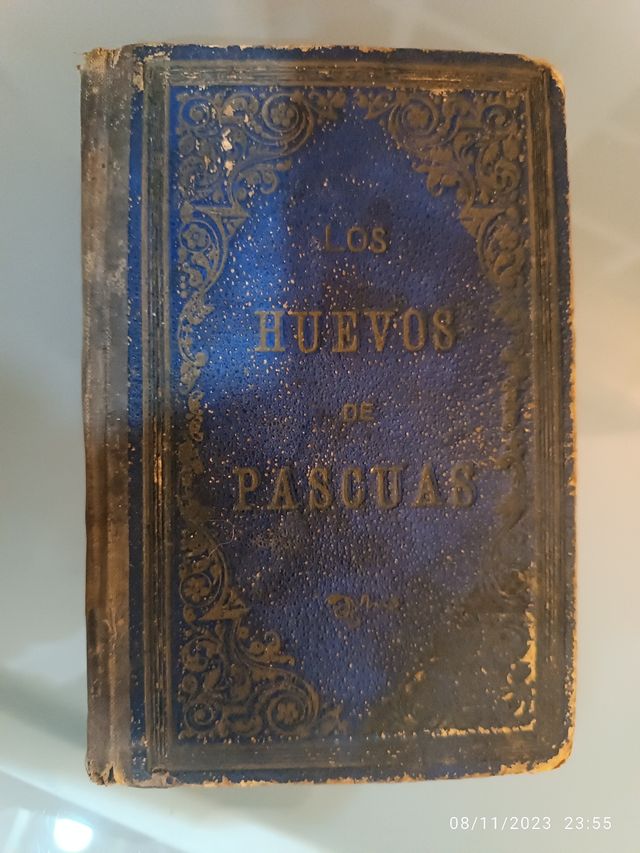 LOS
HUEVOS
DE
PASCUAS
08/11/2023 23:55